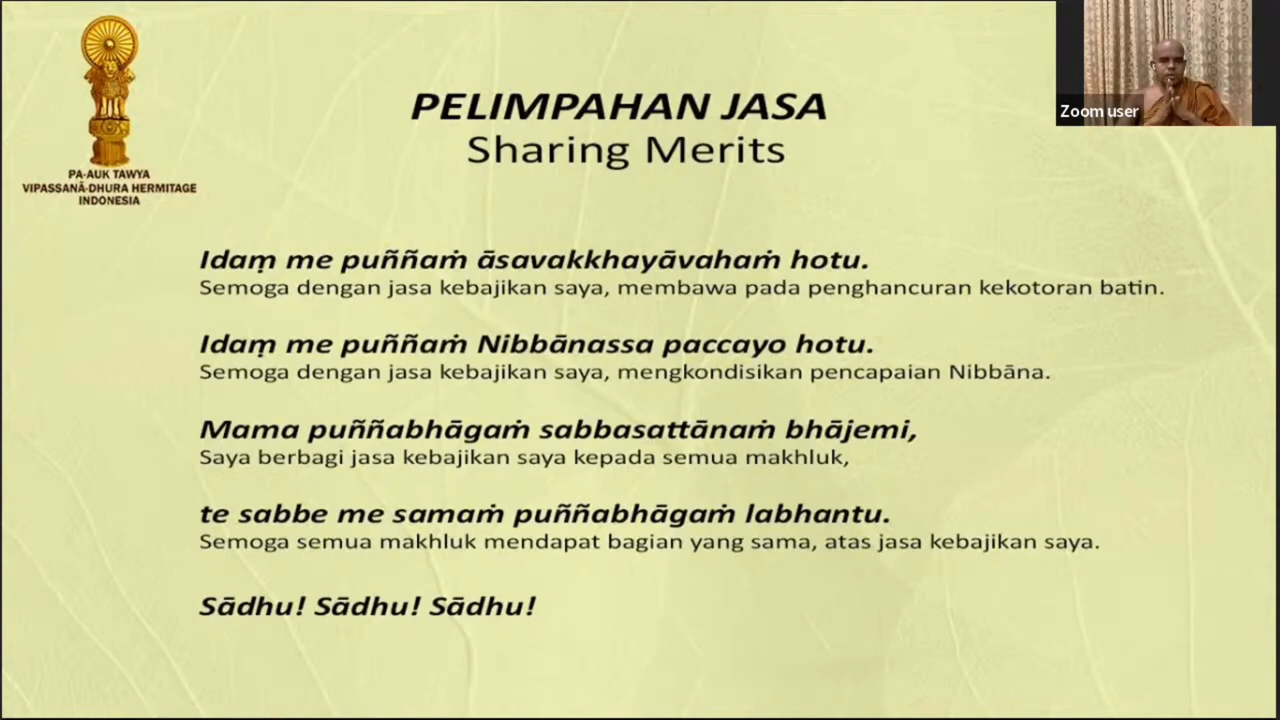 PA-AUK TAWYA
VIPASSANĀ-DHURA HERMITAGE
INDONESIA
PELIMPAHAN JASA
Sharing Merits
Zoom user
Idaṃ me puññaṁ āsavakkhayāvahaṁ hotu.
Semoga dengan jasa kebajikan saya, membawa pada penghancuran kekotoran batin.
Idaṃ me puññaṁ Nibbānassa paccayo hotu.
Semoga dengan jasa kebajikan saya, mengkondisikan pencapaian Nibbāna.
Mama puññabhāgaṁ sabbasattānaṁ bhājemi,
Saya berbagi jasa kebajikan saya kepada semua makhluk,
te sabbe me samaṁ puññabhāgaṁ labhantu.
Semoga semua makhluk mendapat bagian yang sama, atas jasa kebajikan saya.
Sādhu! Sādhu! Sādhu!